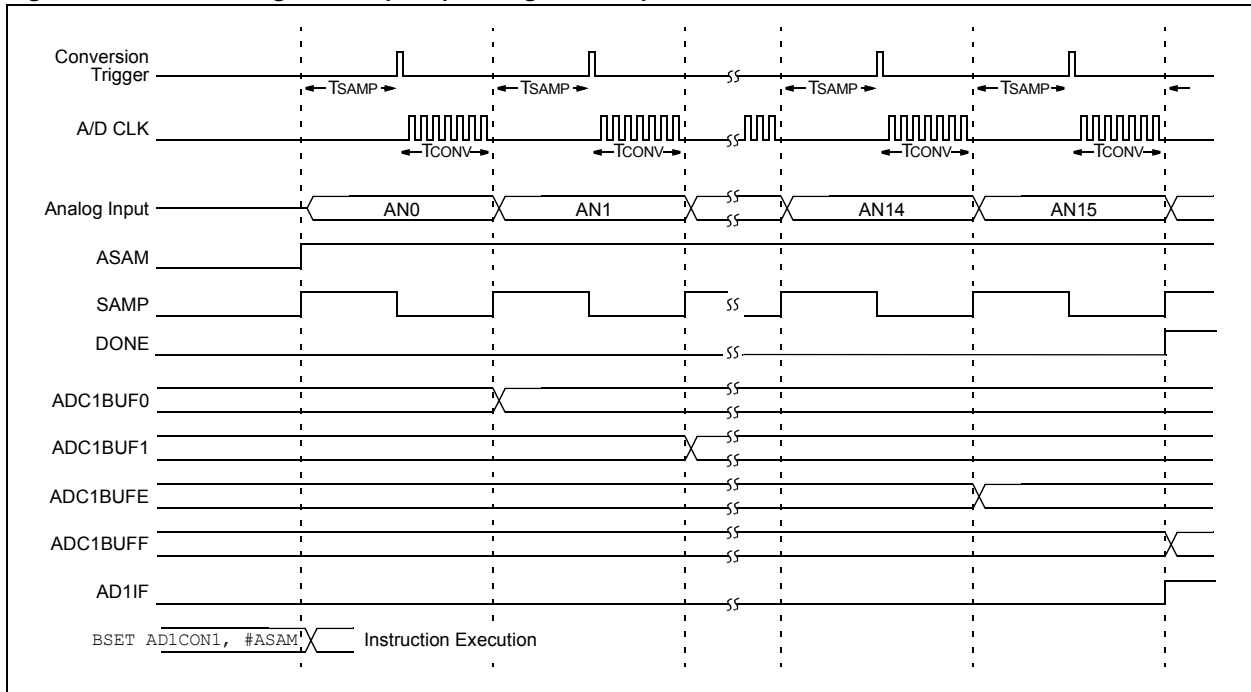 Conversion
Trigger
TSAMP TSAMP TSAMP TSAMP
A/D CLK
TCONV TCONV TCONV TCONV
Analog Input AN0 AN1 AN14 AN15
ASAM
SAMP
DONE
ADC1BUF0
ADC1BUF1
ADC1BUFE
ADC1BUFF
AD1IF
BSET AD1CON1, #ASAM Instruction Execution